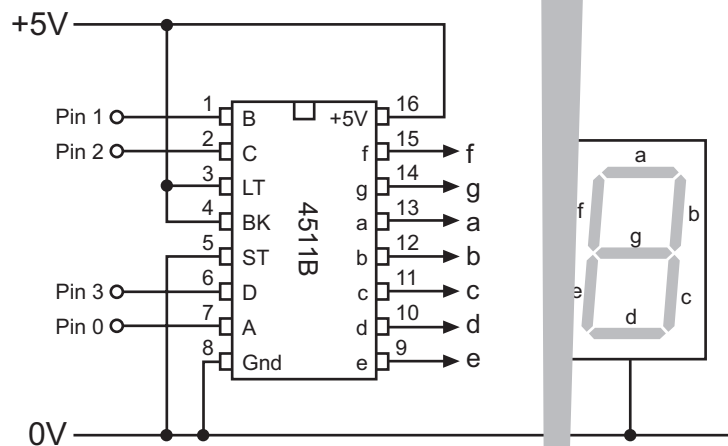 +5V
Pin 1 1 B +5V 16
Pin 2 2 C f 15 f
3 LT g 14 g
4 BK a 13 a
5 ST b 12 b
Pin 3 6 D c 11 c
Pin 0 7 A d 10 d
8 Gnd e 9 e
4511B
0V
a
f b
g
e c
d